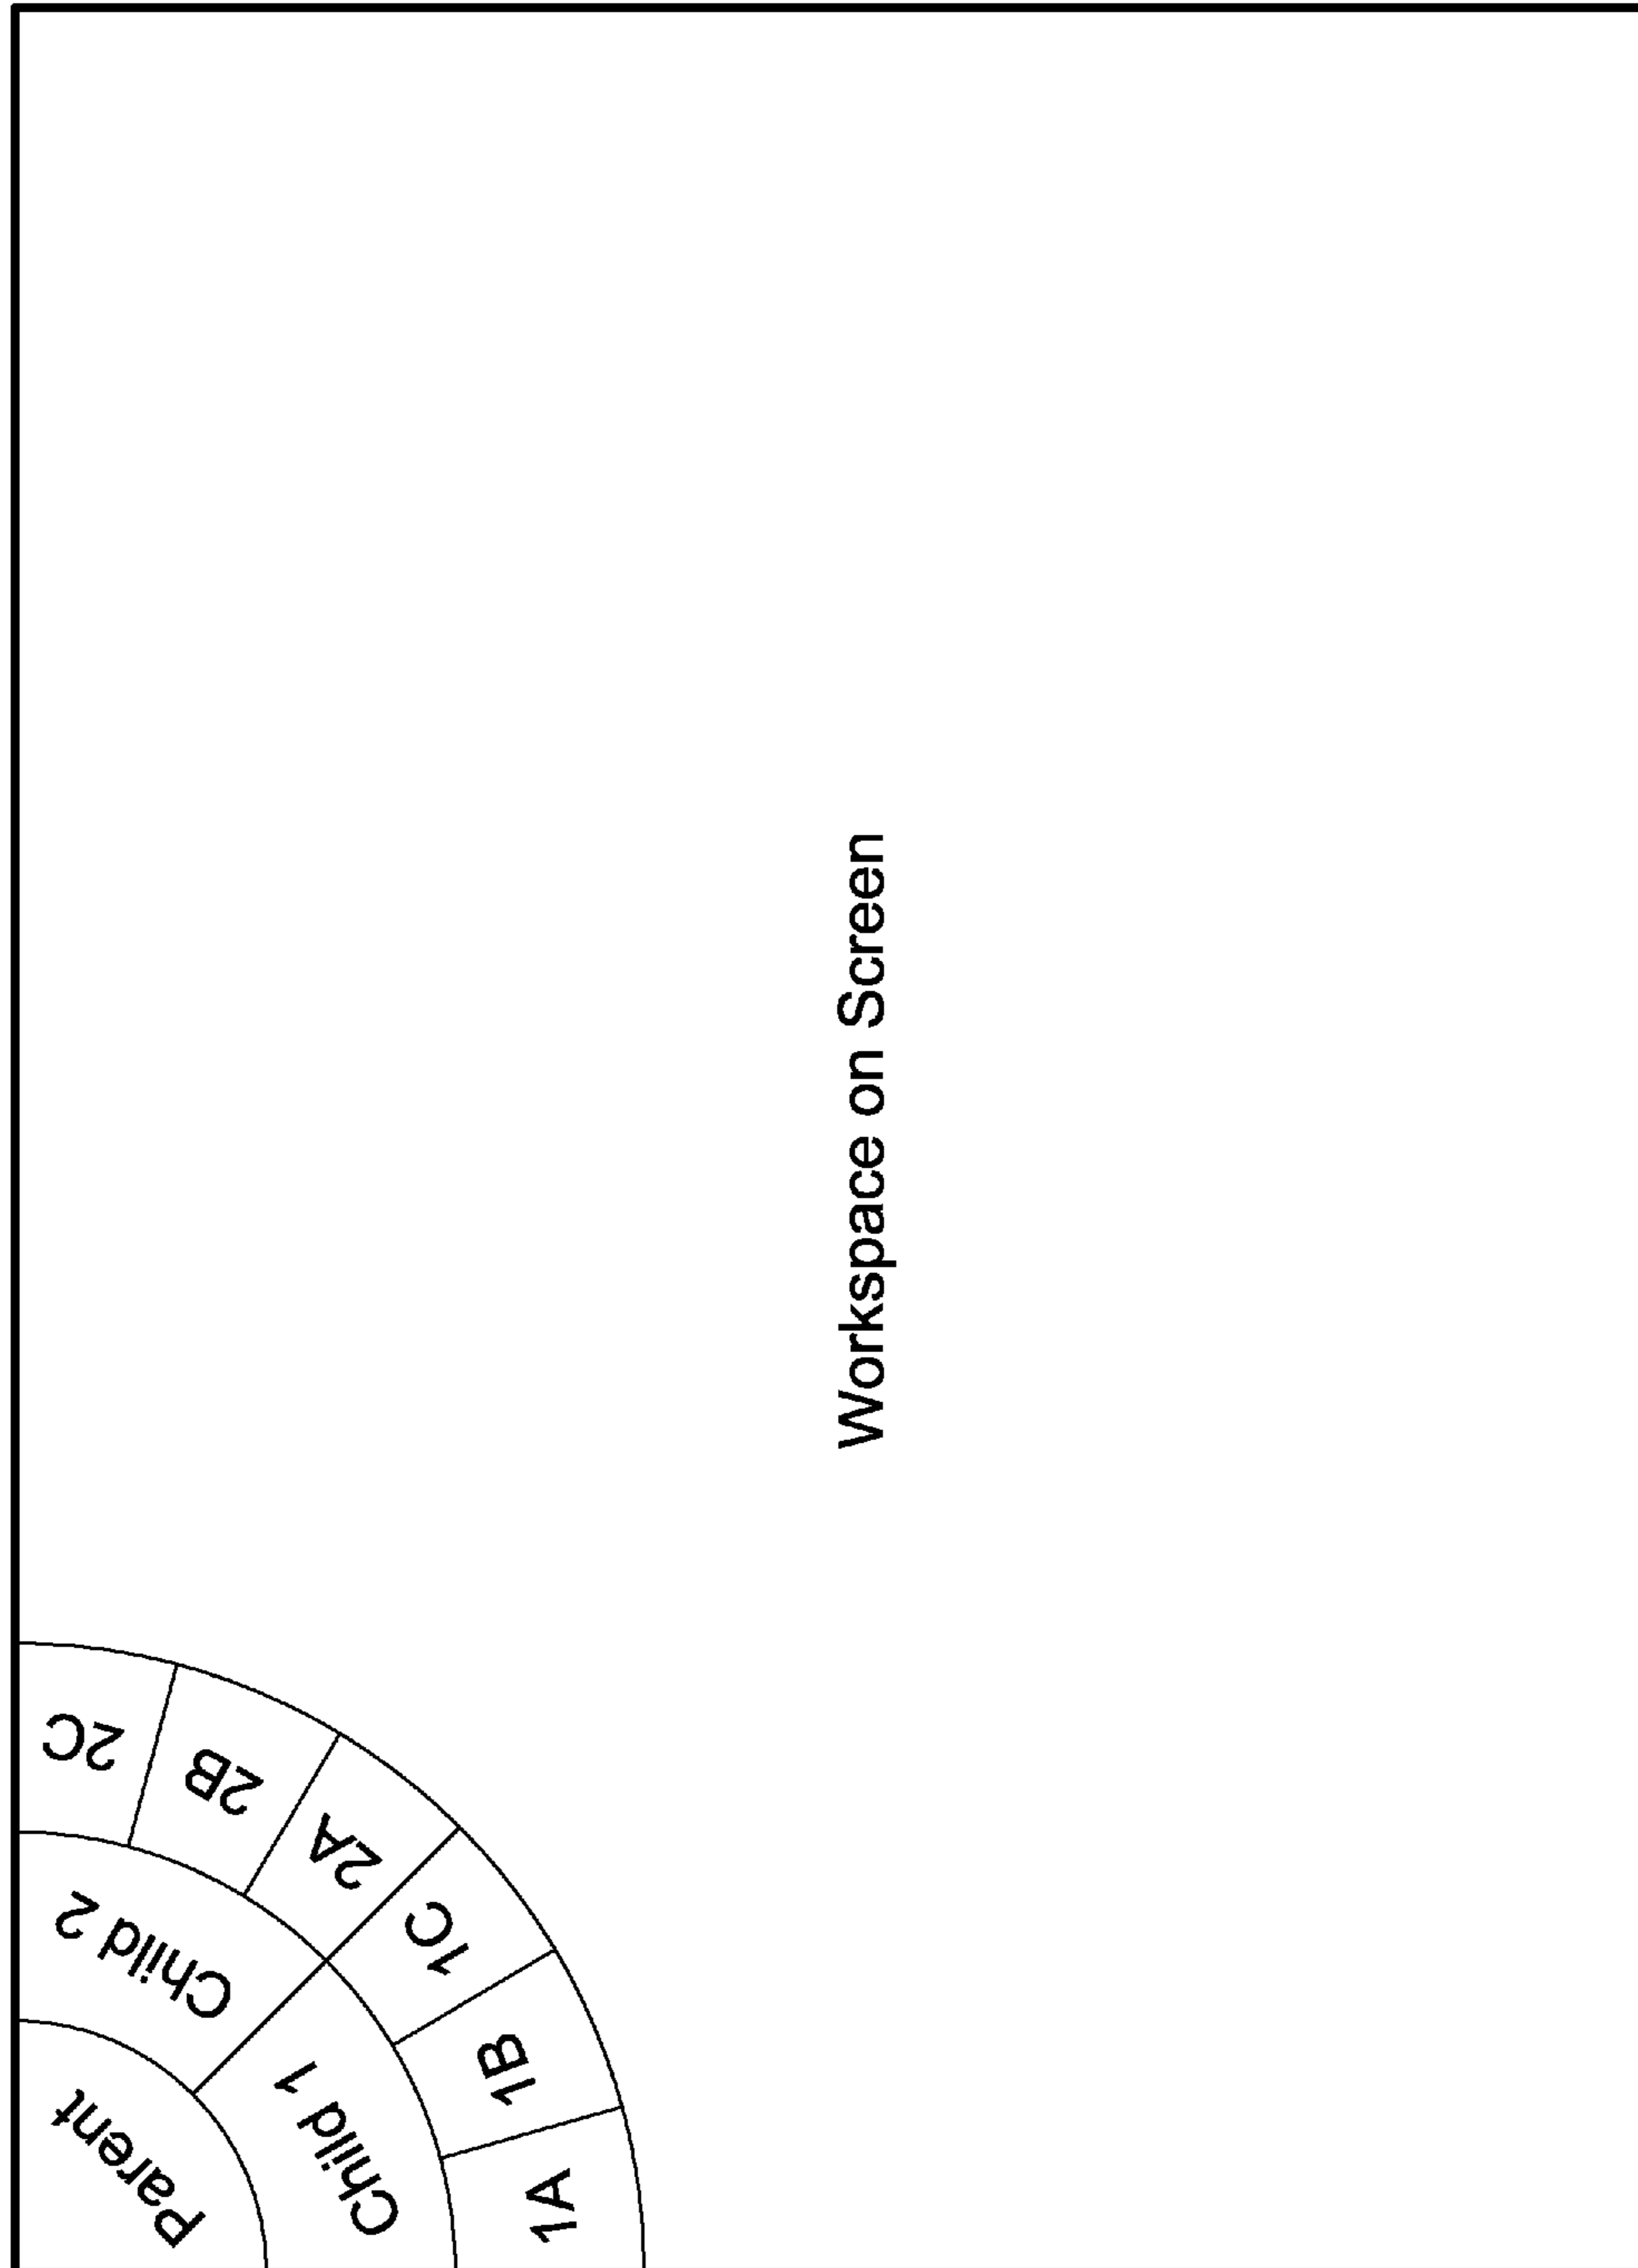 Parent
Child 1
Child 2
1A
1B
1C
2A
2B
2C
Workspace on Screen